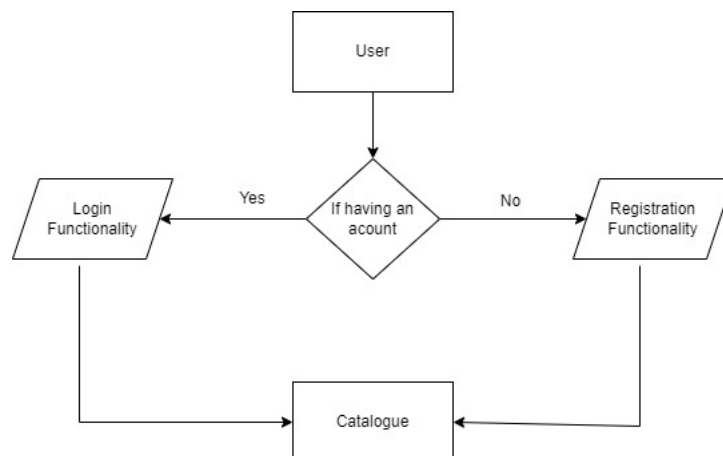 User
Yes
No
Login
Functionality
If having an
acount
Registration
Functionality
Catalogue